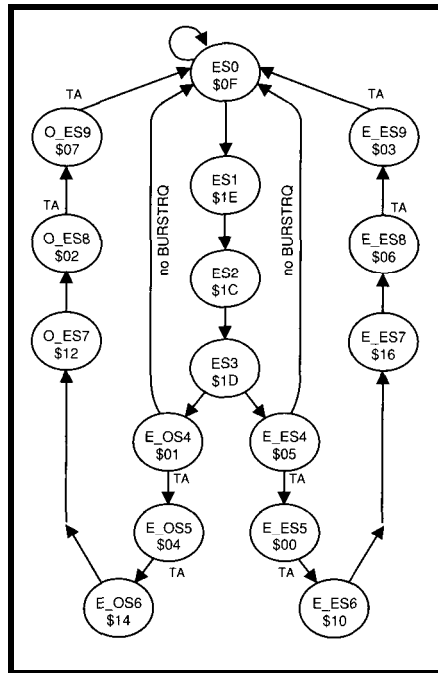 ES0
$0F
TA
TA
O_ES9
$07
E_ES9
$03
ES1
$1E
TA
TA
no BURSTRQ
no BURSTRQ
O_ES8
$02
E_ES8
$06
ES2
$1C
O_ES7
$12
E_ES7
$16
ES3
$1D
E_OS4
$01
E_ES4
$05
TA
TA
E_OS5
$04
E_ES5
$00
TA
TA
E_OS6
$14
E_ES6
$10